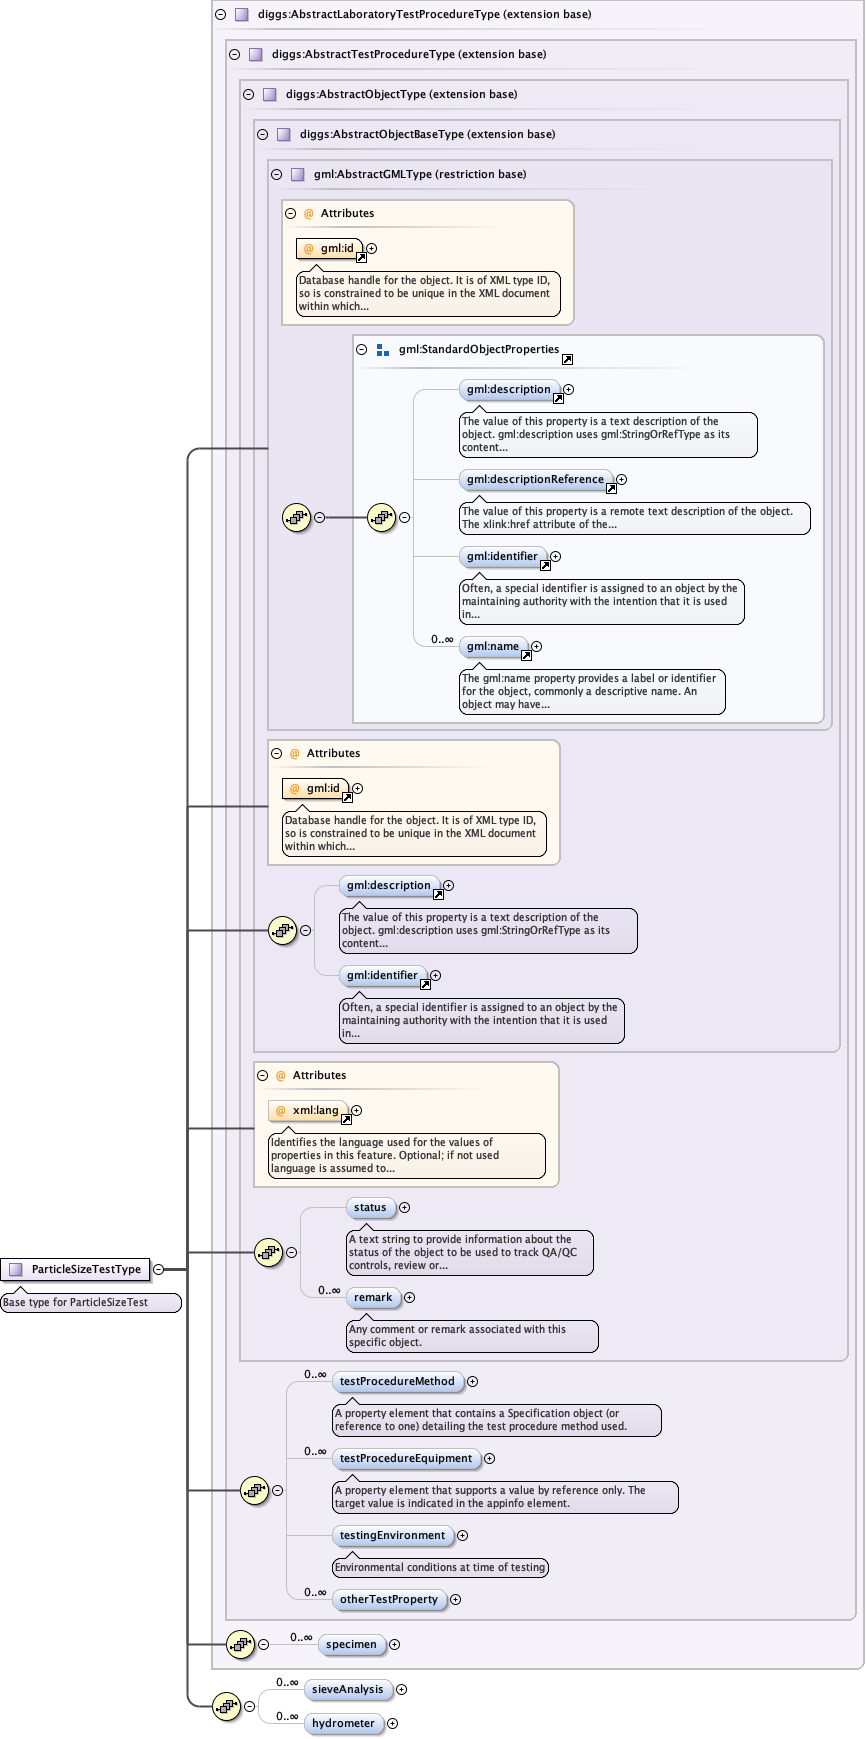 diggs:AbstractLaboratoryTestProcedureType (extension base)
diggs:AbstractTestProcedureType (extension base)
diggs:AbstractObjectType (extension base)
diggs:AbstractObjectBaseType (extension base)
gml:AbstractGMLType (restriction base)
@ Attributes
@ gml:id
Database handle for the object. It is of XML type ID,
so is constrained to be unique in the XML document
within which...
gml:StandardObjectProperties
gml:description
The value of this property is a text description of the
object. gml:description uses gml:StringOrRefType as its
content...
gml:descriptionReference
The value of this property is a remote text description of the object.
The xlink:href attribute of the...
gml:identifier
Often, a special identifier is assigned to an object by the
maintaining authority with the intention that it is used
in...
0..∞
gml:name
The gml:name property provides a label or identifier
for the object, commonly a descriptive name. An
object may have...
@ Attributes
@ gml:id
Database handle for the object. It is of XML type ID,
so is constrained to be unique in the XML document
within which...
gml:description
The value of this property is a text description of the
object. gml:description uses gml:StringOrRefType as its
content...
gml:identifier
Often, a special identifier is assigned to an object by the
maintaining authority with the intention that it is used
in...
@ Attributes
@ xml:lang
Identifies the language used for the values of
properties in this feature. Optional; if not used
language is assumed to...
status
A text string to provide information about the
status of the object to be used to track QA/QC
controls, review or...
ParticleSizeTestType
Base type for ParticleSizeTest
0..∞
remark
Any comment or remark associated with this
specific object.
0..∞
testProcedureMethod
A property element that contains a Specification object (or
reference to one) detailing the test procedure method used.
0..∞
testProcedureEquipment
A property element that supports a value by reference only. The
target value is indicated in the appinfo element.
testingEnvironment
Environmental conditions at time of testing
0..∞
otherTestProperty
0..∞
specimen
0..∞
sieveAnalysis
0..∞
hydrometer